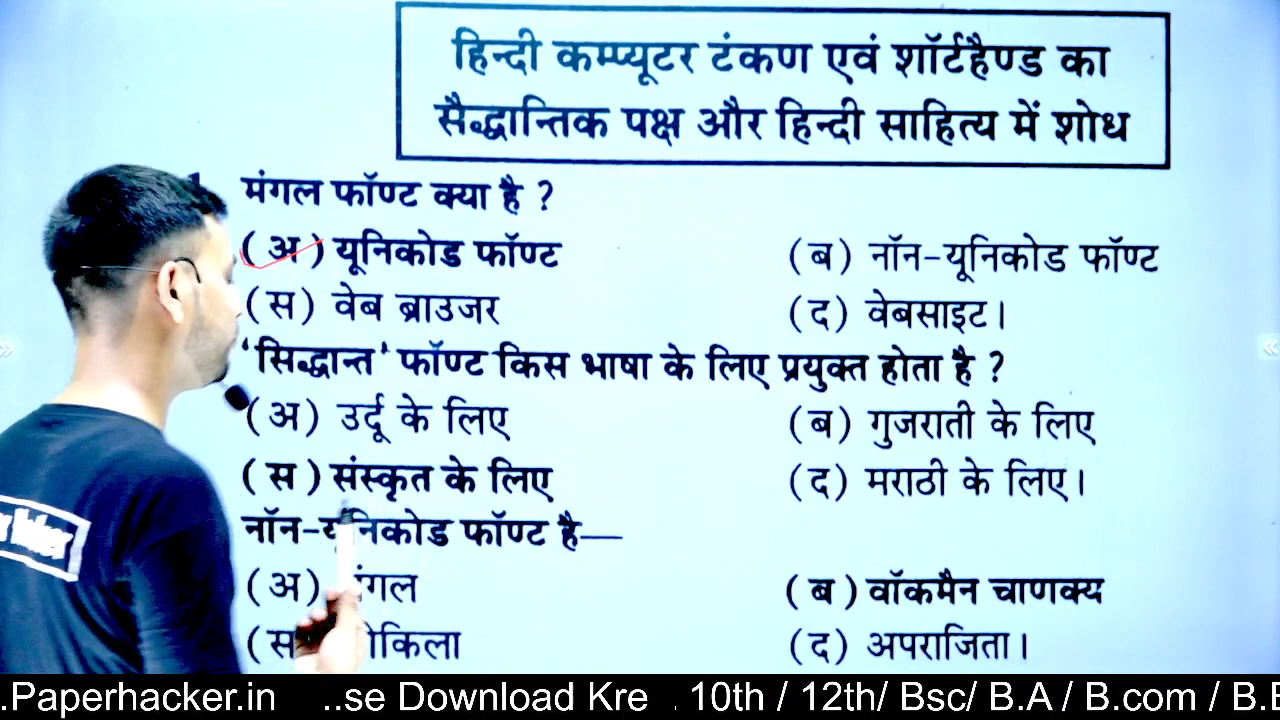 हिन्दी कम्प्यूटर टंकण एवं शॉर्टहैण्ड का
सैद्धान्तिक पक्ष और हिन्दी साहित्य में शोध
मंगल फॉण्ट क्या है ?
(अ) यूनिकोड फॉण्ट (ब) नॉन-यूनिकोड फॉण्ट
(स) वेब ब्राउजर (द) वेबसाइट।
'सिद्धान्त' फॉण्ट किस भाषा के लिए प्रयुक्त होता है ?
(अ) उर्दू के लिए (ब) गुजराती के लिए
(स) संस्कृत के लिए (द) मराठी के लिए।
नॉन-यूनिकोड फॉण्ट है—
(अ) (ब) वॉकमैन चाणक्य
(स (द) अपराजिता।
.Paperhacker.in ..se Download Kre . 10th / 12th/ Bsc/ B.A / B.com / B.E